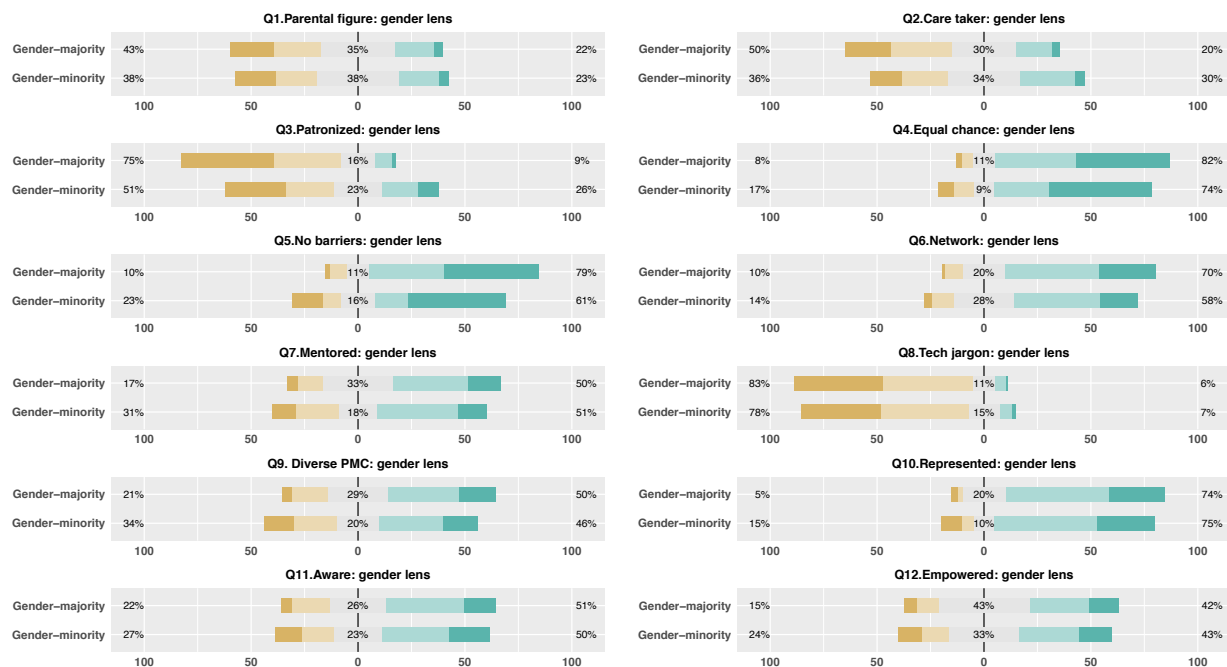 Q1.Parental figure: gender lens
Gender−majority 43% 35% 22%
Gender−minority 38% 38% 23%
100 50 0 50 100
Q2.Care taker: gender lens
Gender−majority 50% 30% 20%
Gender−minority 36% 34% 30%
100 50 0 50 100
Q3.Patronized: gender lens
Gender−majority 75% 16% 9%
Gender−minority 51% 23% 26%
100 50 0 50 100
Q4.Equal chance: gender lens
Gender−majority 8% 11% 82%
Gender−minority 17% 9% 74%
100 50 0 50 100
Q5.No barriers: gender lens
Gender−majority 10% 11% 79%
Gender−minority 23% 16% 61%
100 50 0 50 100
Q6.Network: gender lens
Gender−majority 10% 20% 70%
Gender−minority 14% 28% 58%
100 50 0 50 100
Q7.Mentored: gender lens
Gender−majority 17% 33% 50%
Gender−minority 31% 18% 51%
100 50 0 50 100
Q8.Tech jargon: gender lens
Gender−majority 83% 11% 6%
Gender−minority 78% 15% 7%
100 50 0 50 100
Q9. Diverse PMC: gender lens
Gender−majority 21% 29% 50%
Gender−minority 34% 20% 46%
100 50 0 50 100
Q10.Represented: gender lens
Gender−majority 5% 20% 74%
Gender−minority 15% 10% 75%
100 50 0 50 100
Q11.Aware: gender lens
Gender−majority 22% 26% 51%
Gender−minority 27% 23% 50%
100 50 0 50 100
Q12.Empowered: gender lens
Gender−majority 15% 43% 42%
Gender−minority 24% 33% 43%
100 50 0 50 100